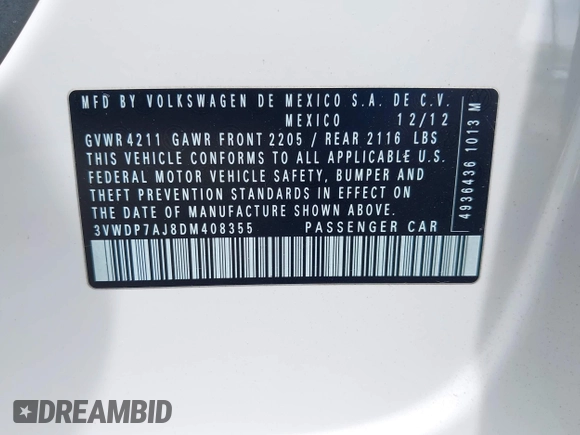 MFD BY VOLKSWAGEN DE MEXICO S.A. DE C.V.
MEXICO 12/12
GVWR 4211 GAWR FRONT 2205 / REAR 2116 LBS
THIS VEHICLE CONFORMS TO ALL APPLICABLE U.S.
FEDERAL MOTOR VEHICLE SAFETY, BUMPER AND
THEFT PREVENTION STANDARDS IN EFFECT ON
THE DATE OF MANUFACTURE SHOWN ABOVE.
3VWDP7AJ8DM408355 PASSENGER CAR
4936436 1013 M
DREAMBID